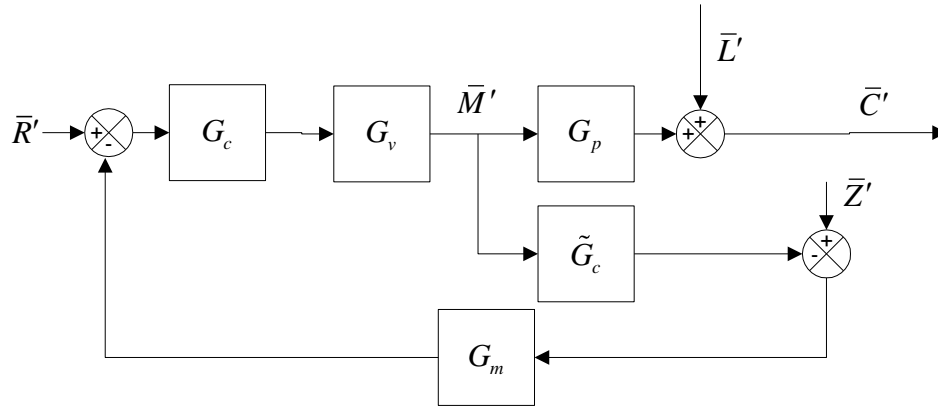 L̄′
R̄′
+
-
G_c
G_v
M̄′
G_p
+
+
C̄′
Z̄′
G̃_c
+
-
G_m